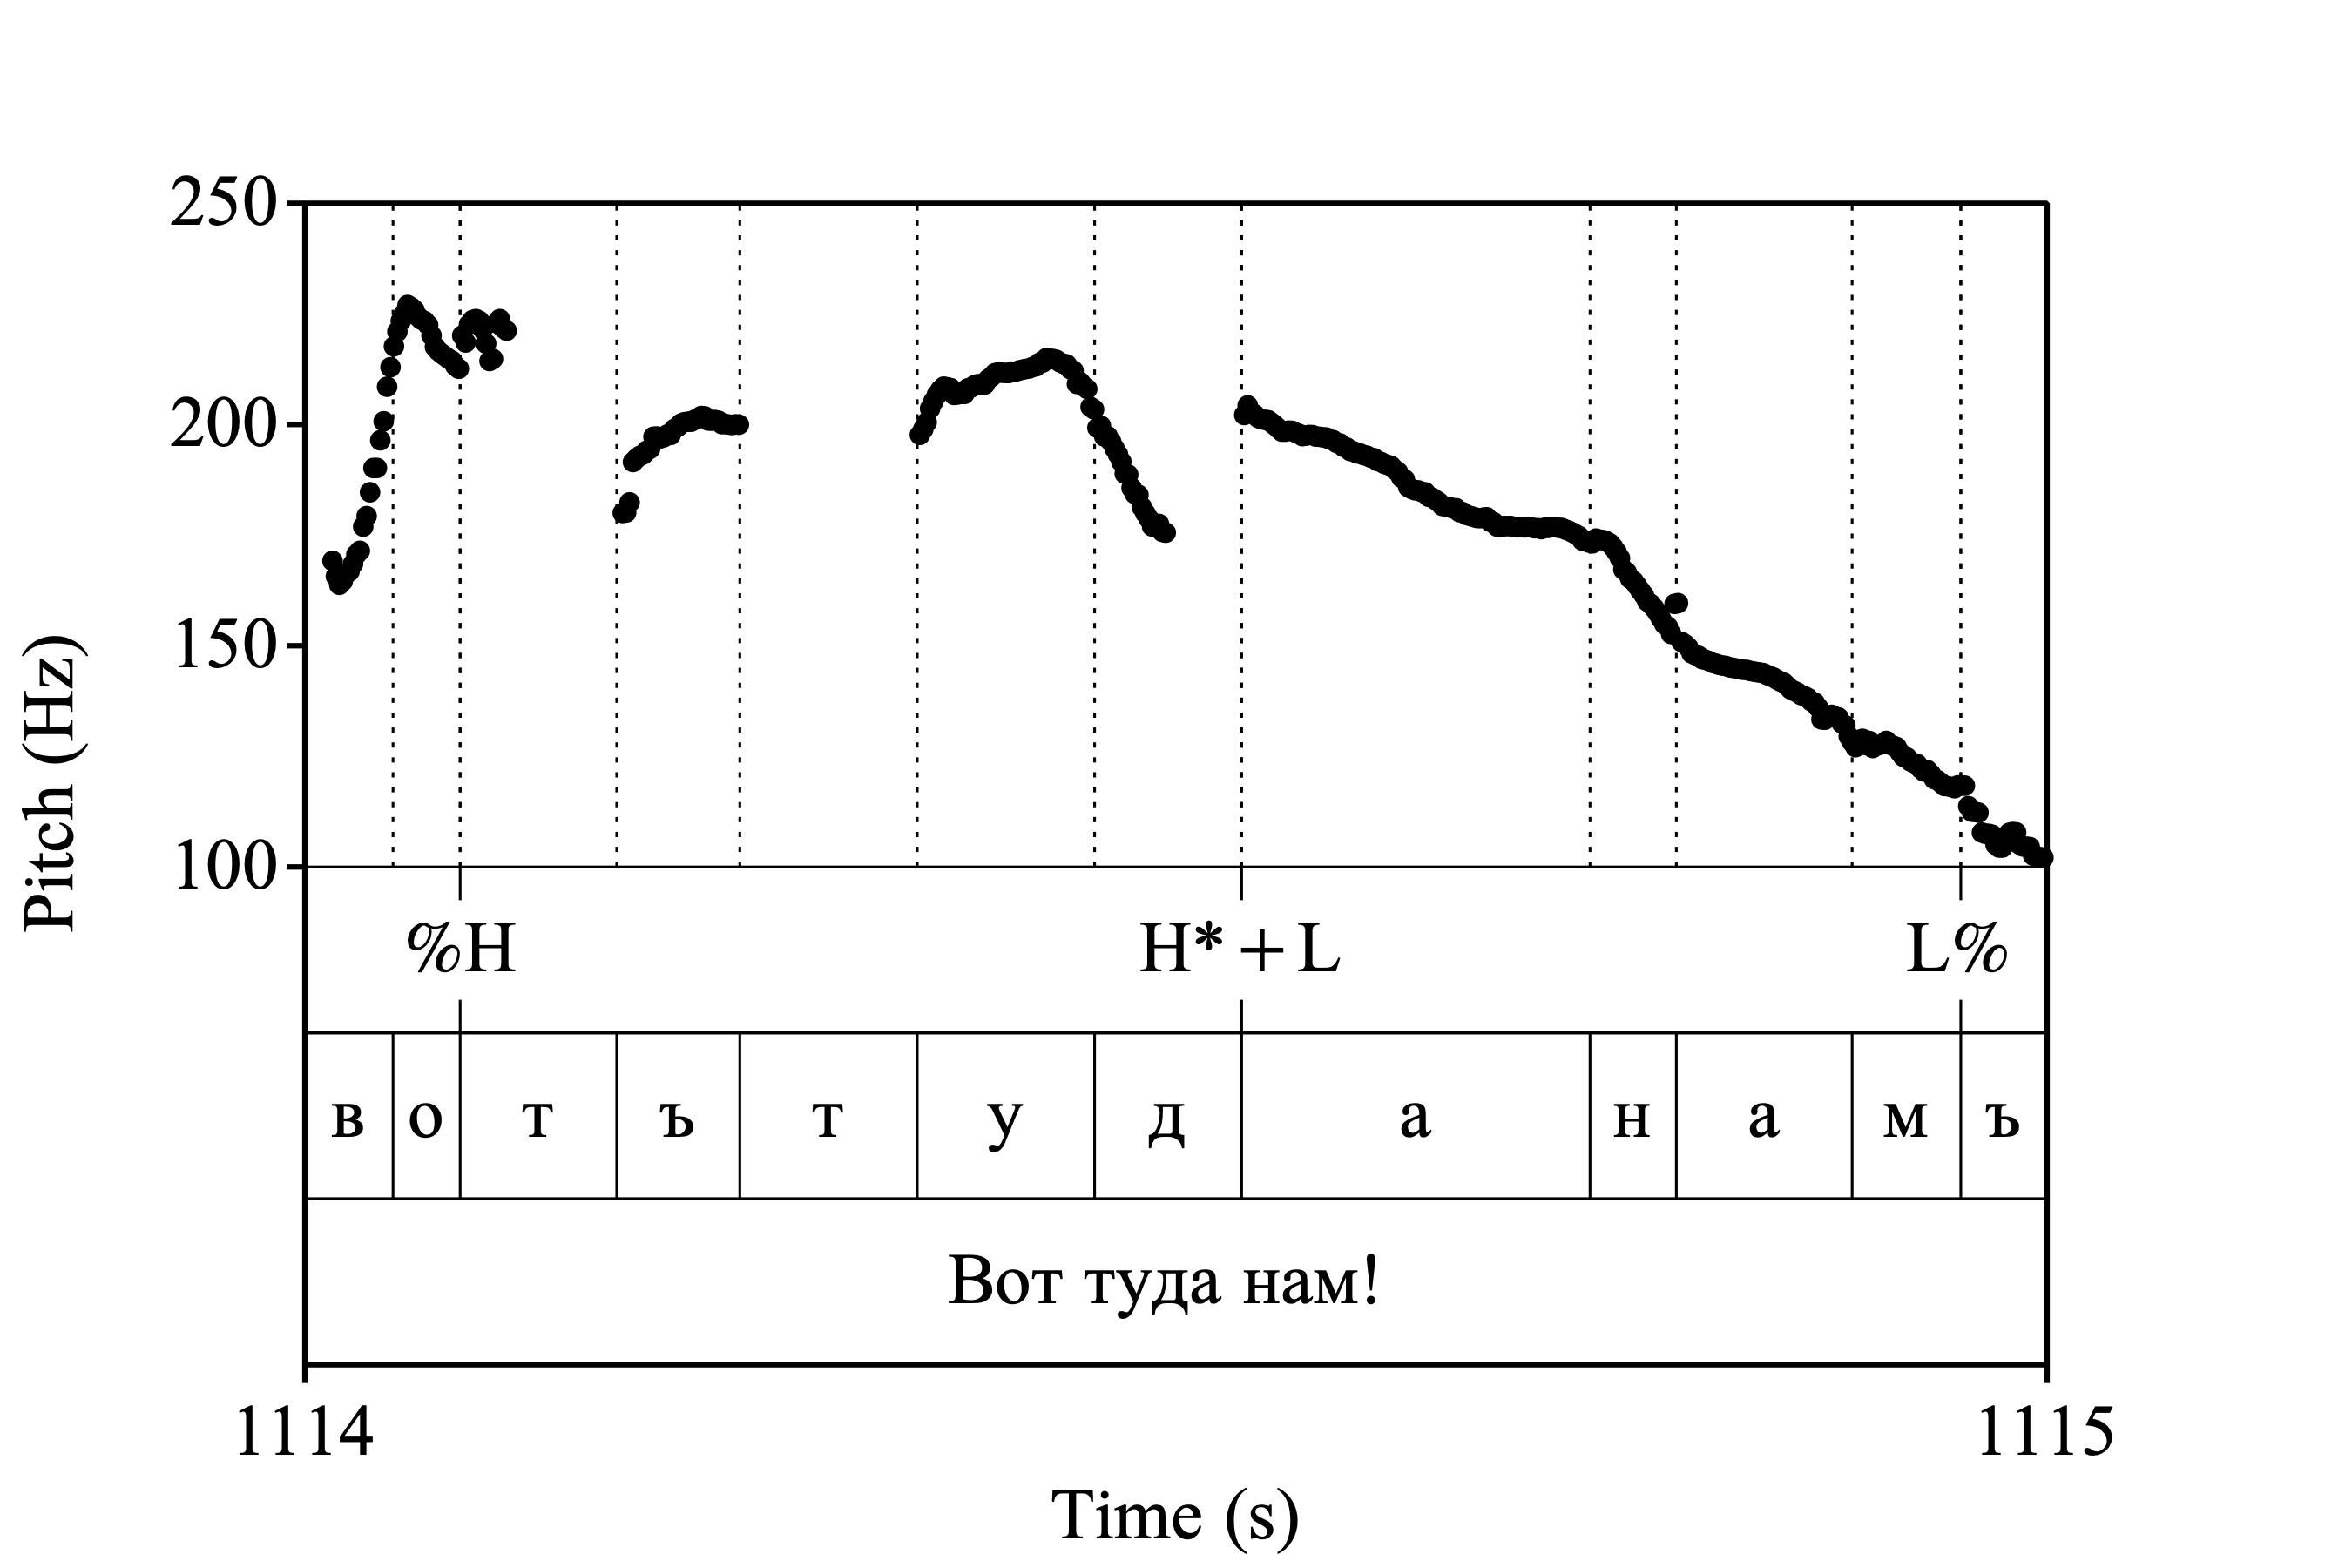 250
200
150
100
Pitch (Hz)
%H H*+L L%
в о т ъ т у д а н а м ъ
Вот туда нам!
1114 1115
Time (s)